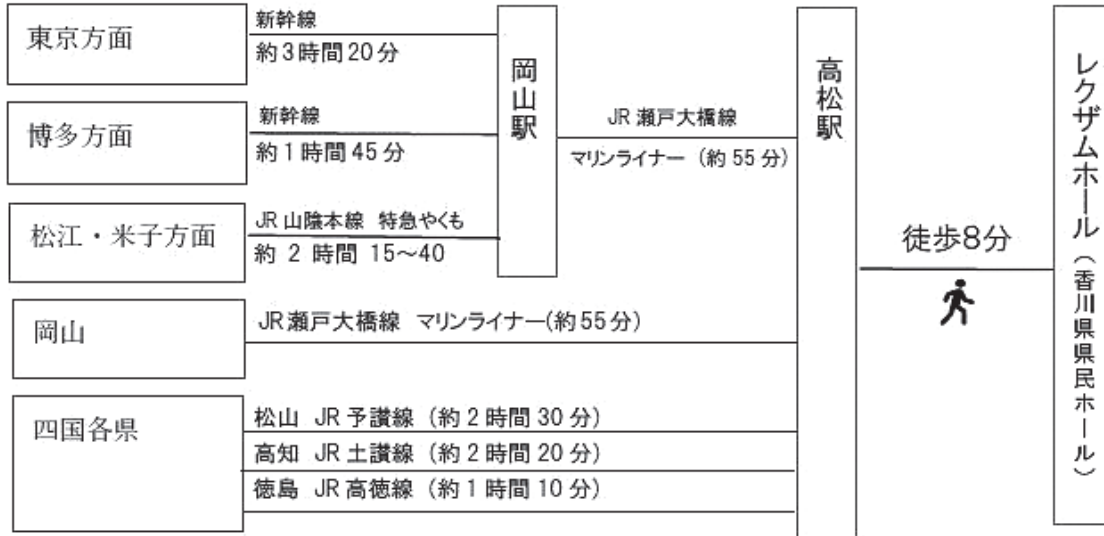 東京方面
新幹線
約3時間20分
博多方面
新幹線
約1時間45分
松江・米子方面
JR山陰本線 特急やくも
約 2 時間 15～40
岡山駅
JR瀬戸大橋線
マリンライナー（約55分）
岡山
JR瀬戸大橋線 マリンライナー(約55分)
四国各県
松山 JR予讃線（約2時間30分）
高知 JR土讃線（約2時間20分）
徳島 JR高徳線（約1時間10分）
高松駅
徒歩8分
レクザムホール（香川県県民ホール）